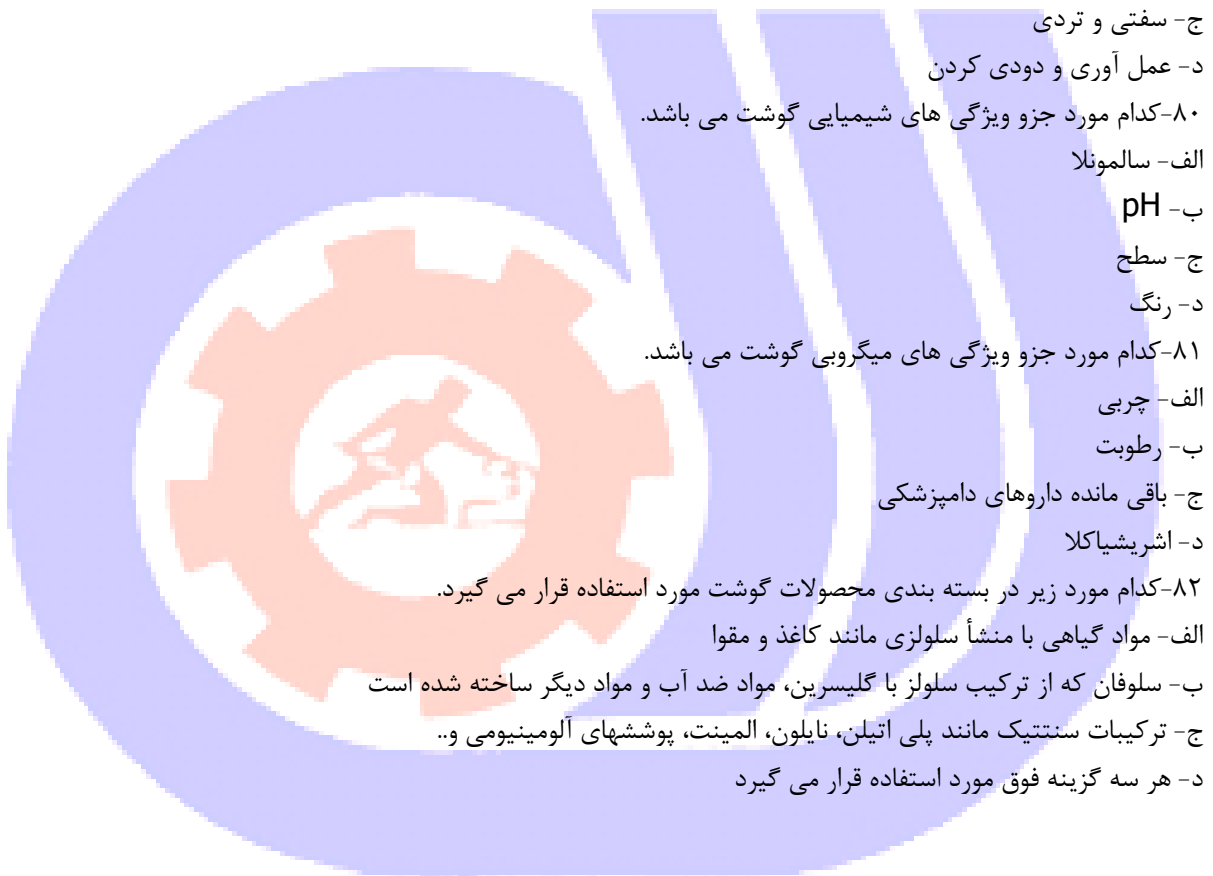 ج- سفتی و تردی
د- عمل آوری و دودی کردن
۸۰-کدام مورد جزو ویژگی های شیمیایی گوشت می باشد.
الف- سالمونلا
ب- pH
ج- سطح
د- رنگ
۸۱-کدام مورد جزو ویژگی های میگروبی گوشت می باشد.
الف- چربی
ب- رطوبت
ج- باقی مانده داروهای دامپزشکی
د- اشریشیاکلا
۸۲-کدام مورد زیر در بسته بندی محصولات گوشت مورد استفاده قرار می گیرد.
الف- مواد گیاهی با منشأ سلولزی مانند کاغذ و مقوا
ب- سلوفان که از ترکیب سلولز با گلیسرین، مواد ضد آب و مواد دیگر ساخته شده است
ج- ترکیبات سنتتیک مانند پلی اتیلن، نایلون، المینت، پوششهای آلومینیومی و..
د- هر سه گزینه فوق مورد استفاده قرار می گیرد